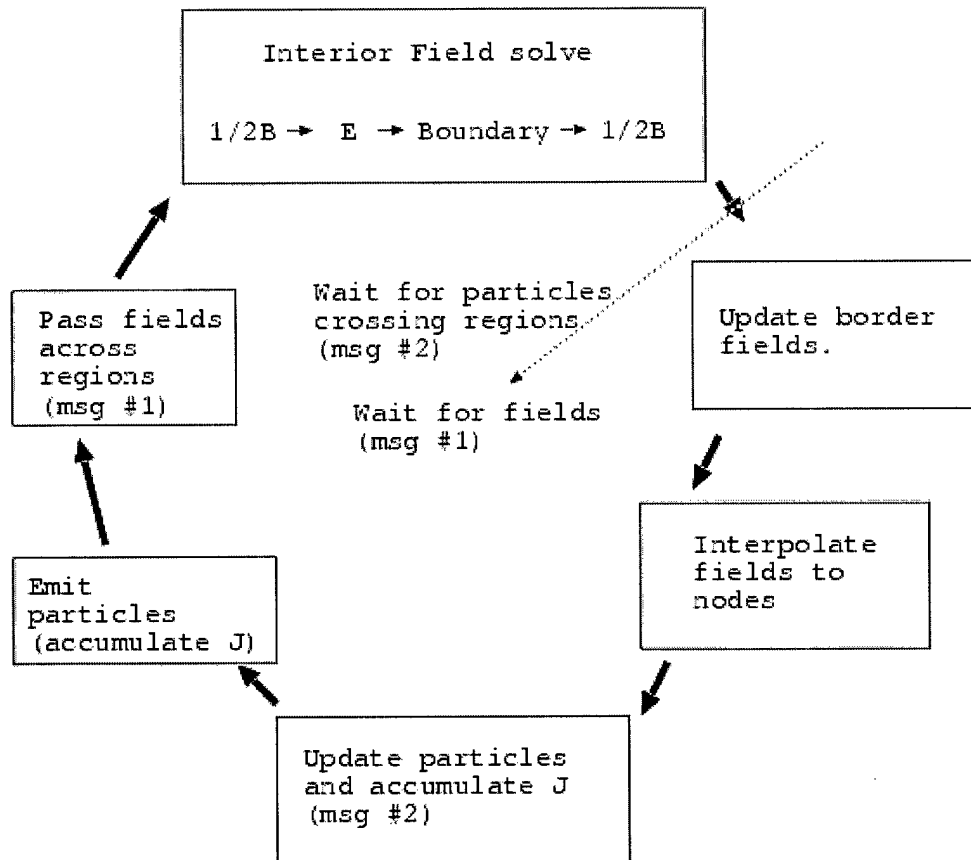 Interior Field solve
1/2B → E → Boundary → 1/2B
Wait for particles
crossing regions
(msg #2)
Wait for fields
(msg #1)
Update border
fields.
Interpolate
fields to
nodes
Update particles
and accumulate J
(msg #2)
Emit
particles
(accumulate J)
Pass fields
across
regions
(msg #1)